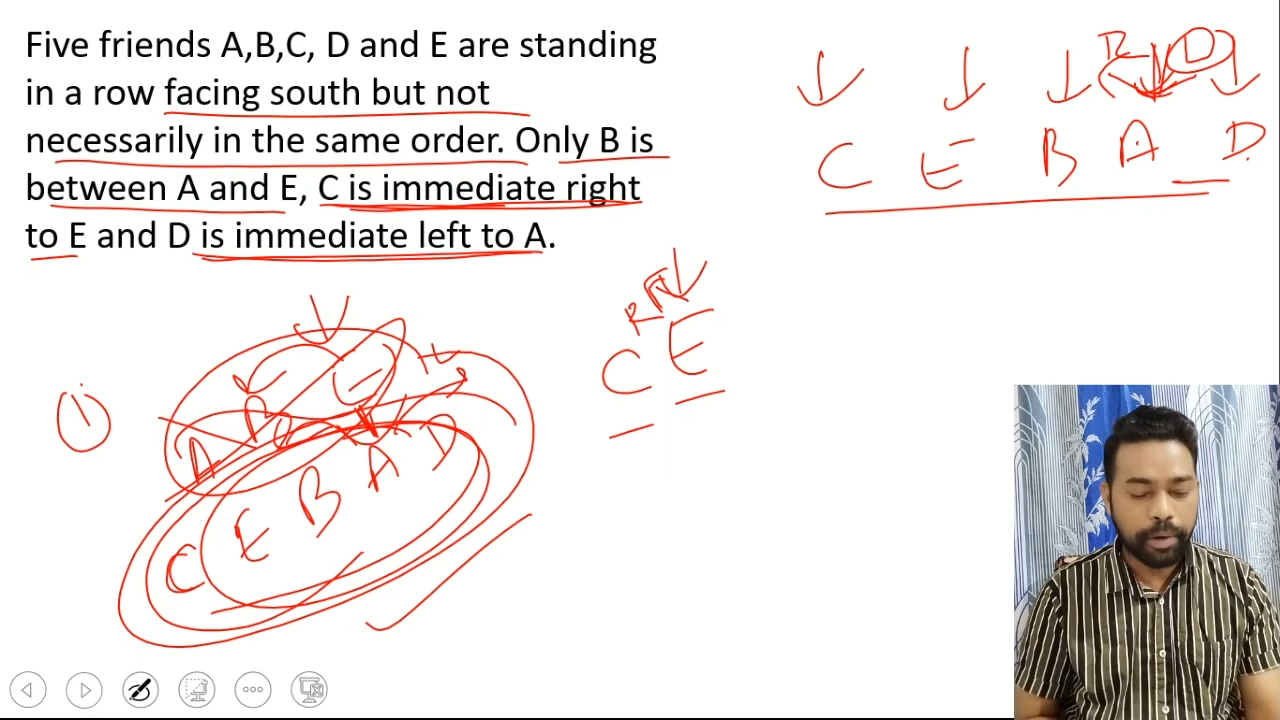 Five friends A,B,C, D and E are standing
in a row facing south but not
necessarily in the same order. Only B is
between A and E, C is immediate right
to E and D is immediate left to A.
R D
C E B A D
R
C E
1
A B E
C E B A D